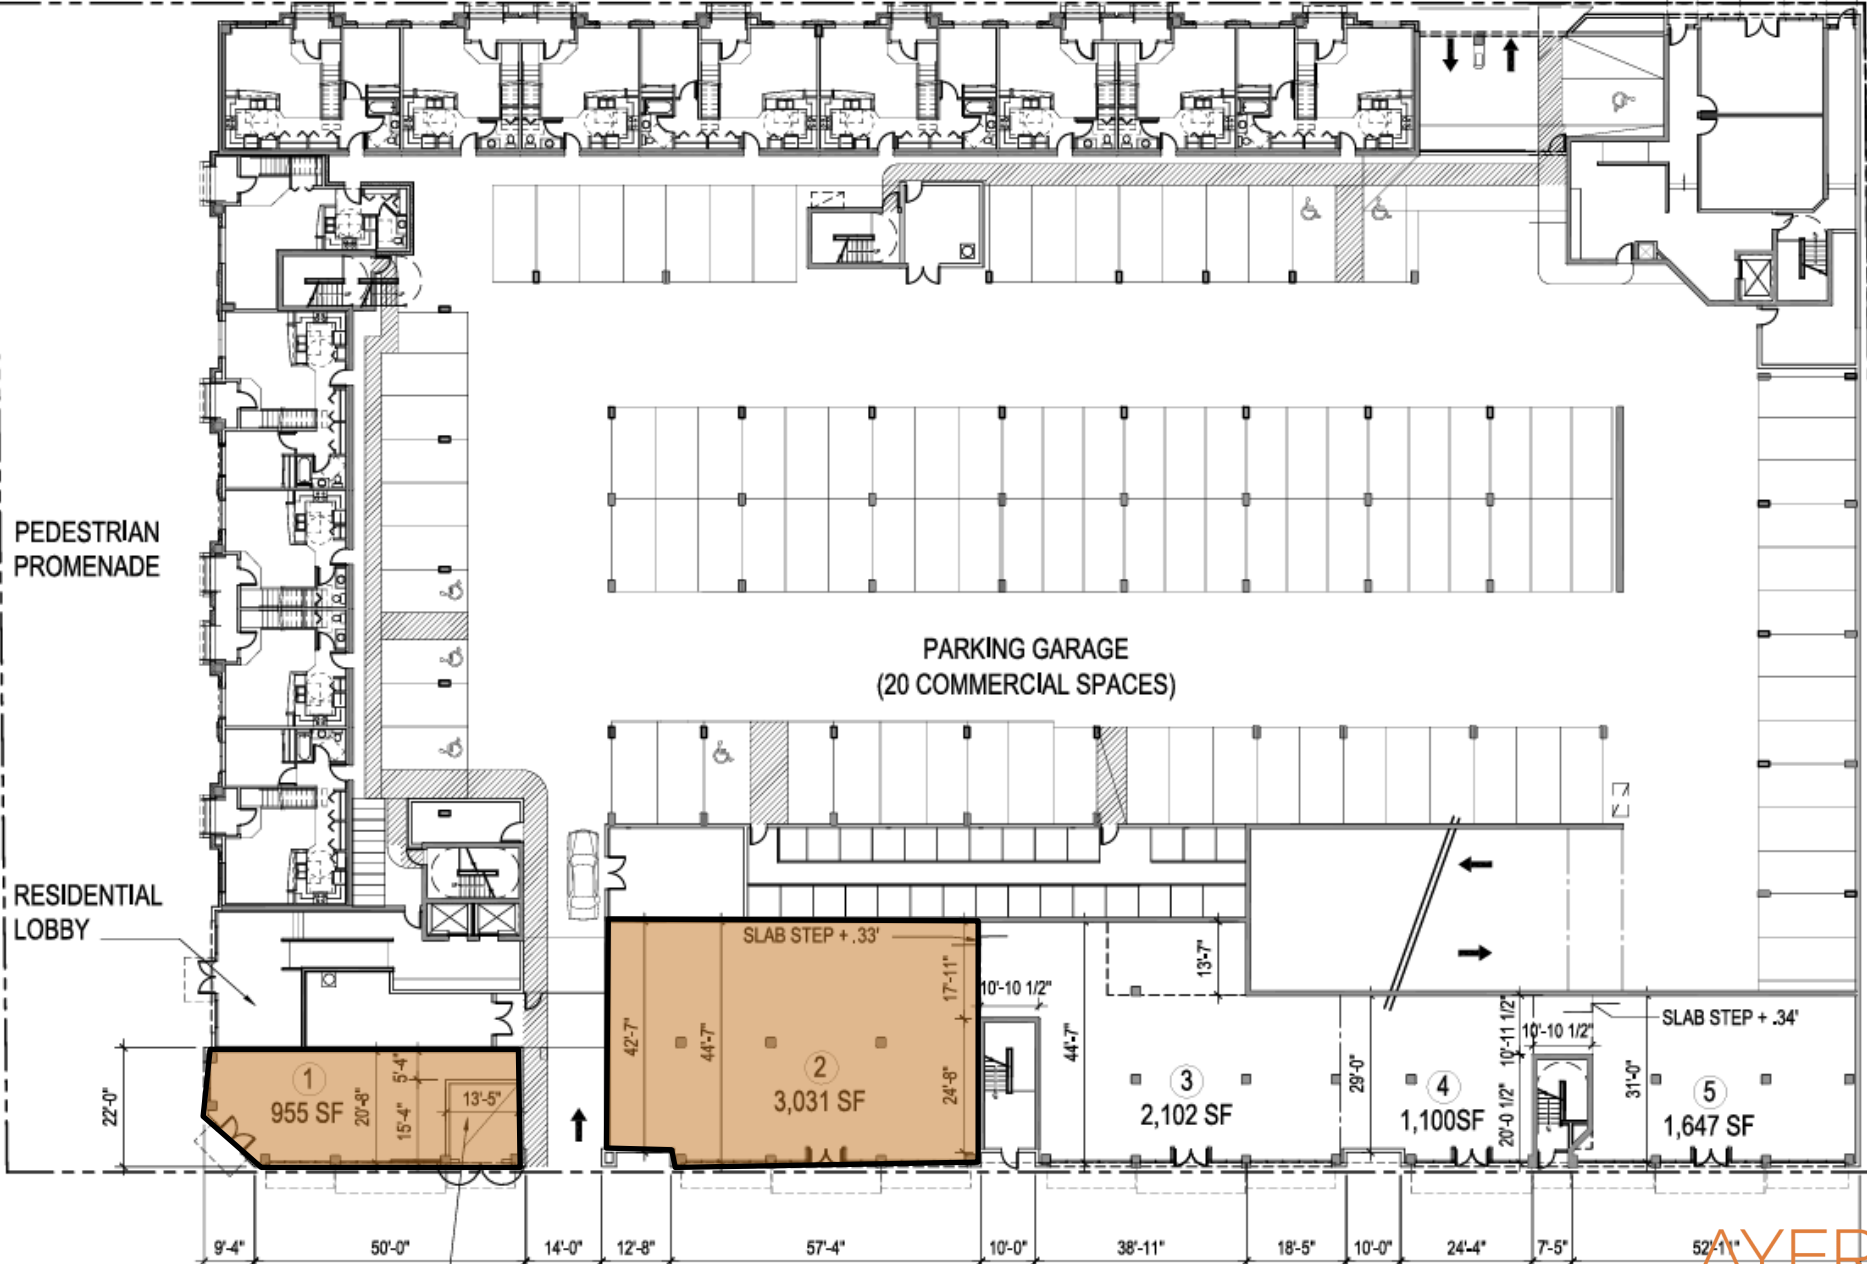 PEDESTRIAN
PROMENADE
PARKING GARAGE
(20 COMMERCIAL SPACES)
RESIDENTIAL
LOBBY
SLAB STEP + .33'
17'-11"
13'-7"
10'-10 1/2"
42'-7"
44'-7"
44'-7"
24'-8"
2
3,031 SF
3
2,102 SF
29'-0"
4
1,100SF
10'-11 1/2"
20'-0 1/2"
10'-10 1/2"
SLAB STEP + .34'
31'-0"
5
1,647 SF
22'-0"
1
955 SF
20'-8"
5'-4"
15'-4"
13'-5"
9'-4"
50'-0"
14'-0"
12'-8"
57'-4"
10'-0"
38'-11"
18'-5"
10'-0"
24'-4"
7'-5"
52'-11"